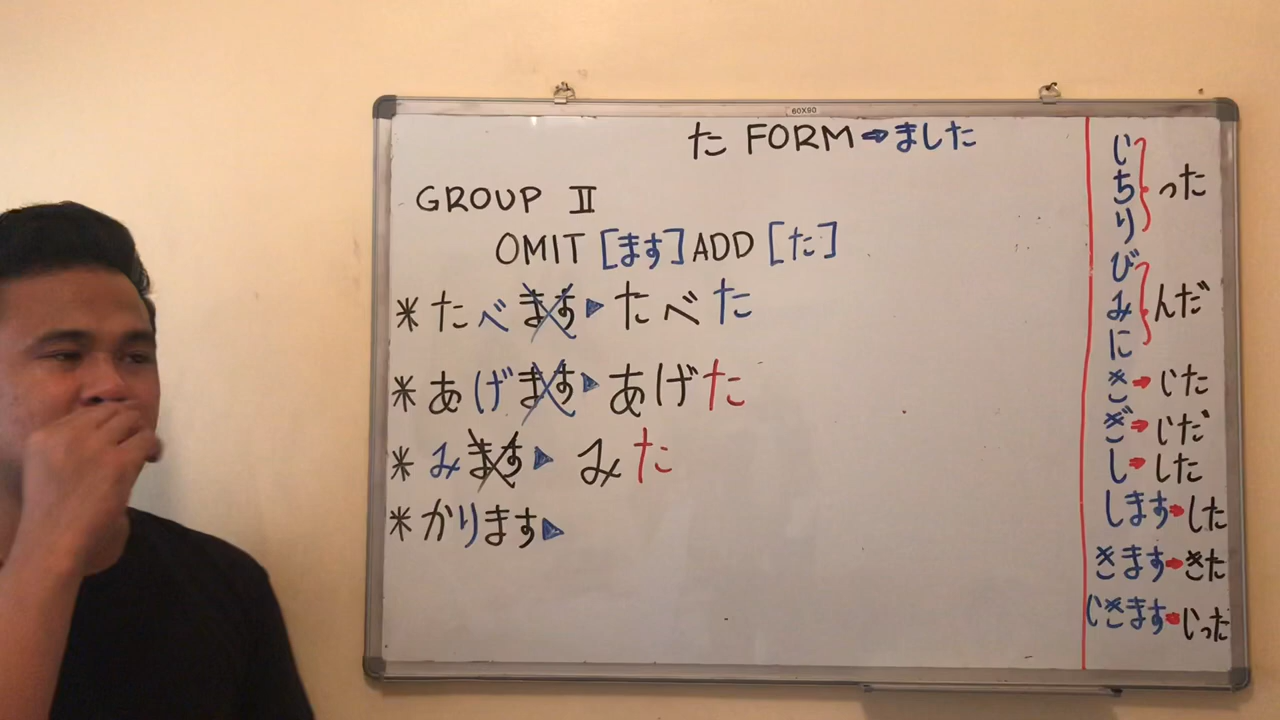 60X90
た FORM ➡ ました
GROUP II
OMIT [ます] ADD [た]
* たべます ▶ たべた
* あげます ▶ あげた
* みます ▶ みた
* かります ▶
い
ち
り
った
び
み
に
んだ
き ➡ いた
ぎ ➡ いだ
し ➡ した
します ➡ した
きます ➡ きた
いきます ➡ いった